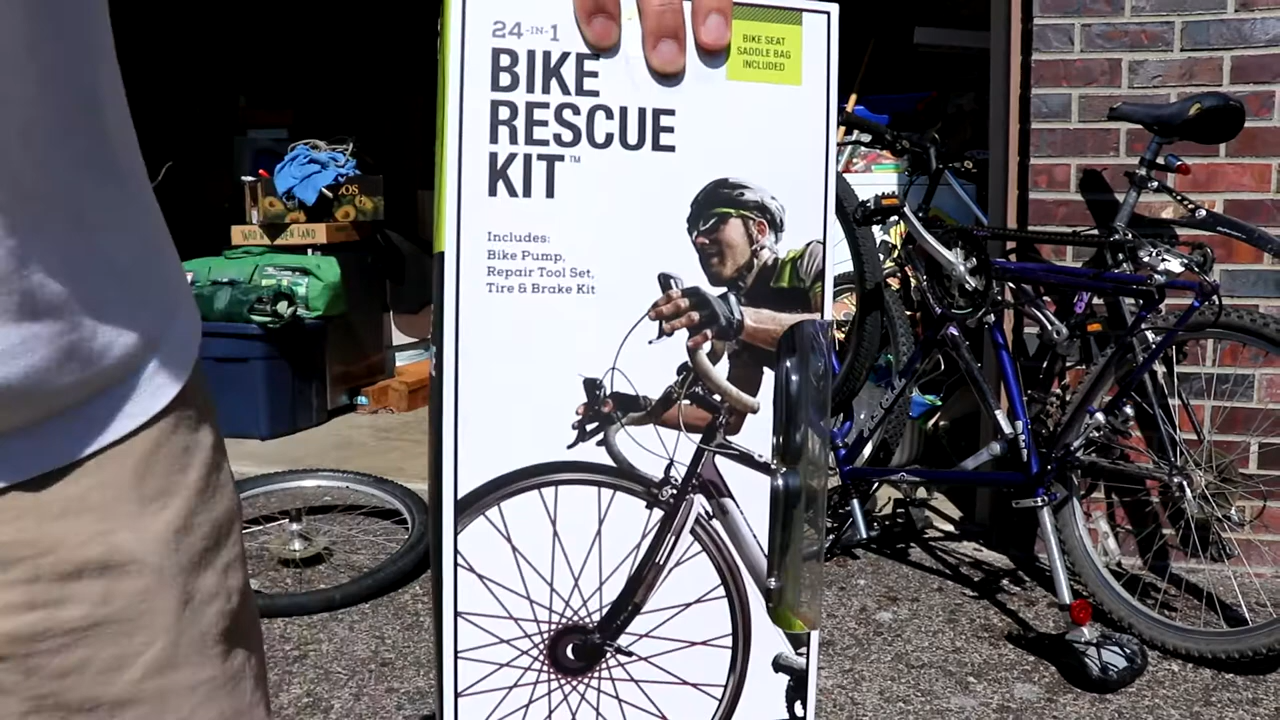 24-IN-1
BIKE
RESCUE
KIT™
BIKE SEAT
SADDLE BAG
INCLUDED
Includes:
Bike Pump,
Repair Tool Set,
Tire & Brake Kit